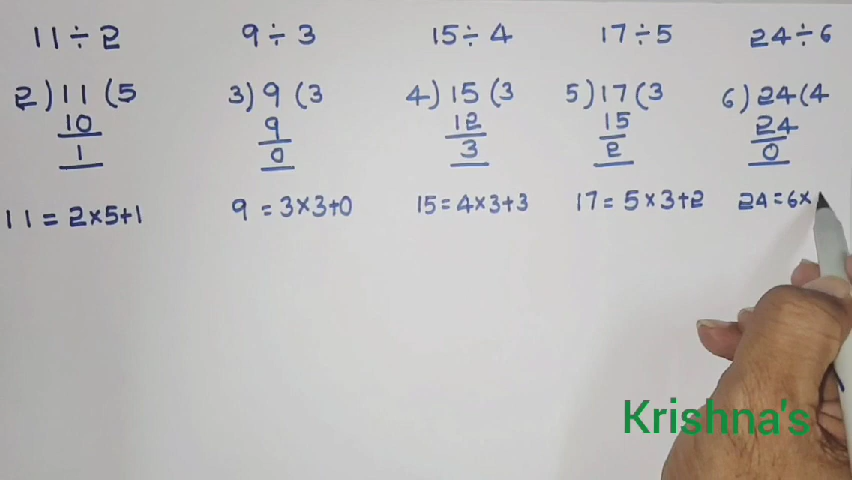 11 ÷ 2 9 ÷ 3 15 ÷ 4 17 ÷ 5 24 ÷ 6
2) 11 (5 3) 9 (3 4) 15 (3 5) 17 (3 6) 24 (4
10 9 12 15 24
1 0 3 2 0
11 = 2×5+1 9 = 3×3+0 15 = 4×3+3 17 = 5×3+2 24 = 6×
Krishna's